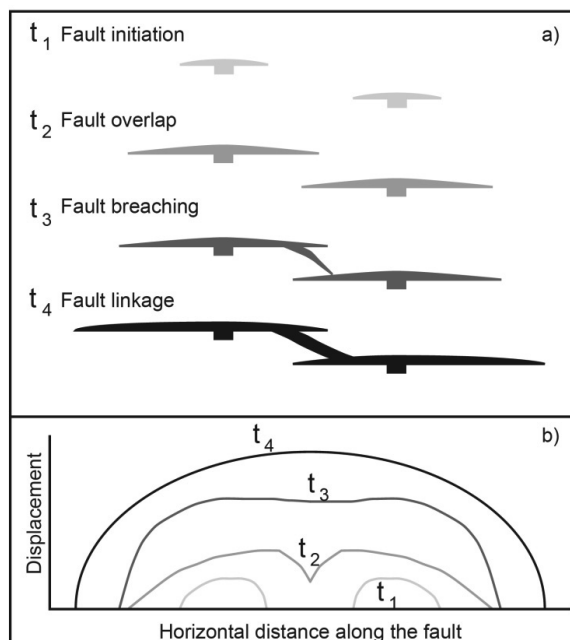 t1 Fault initiation
a)
t2 Fault overlap
t3 Fault breaching
t4 Fault linkage
b)
Displacement
t4
t3
t2
t1
Horizontal distance along the fault